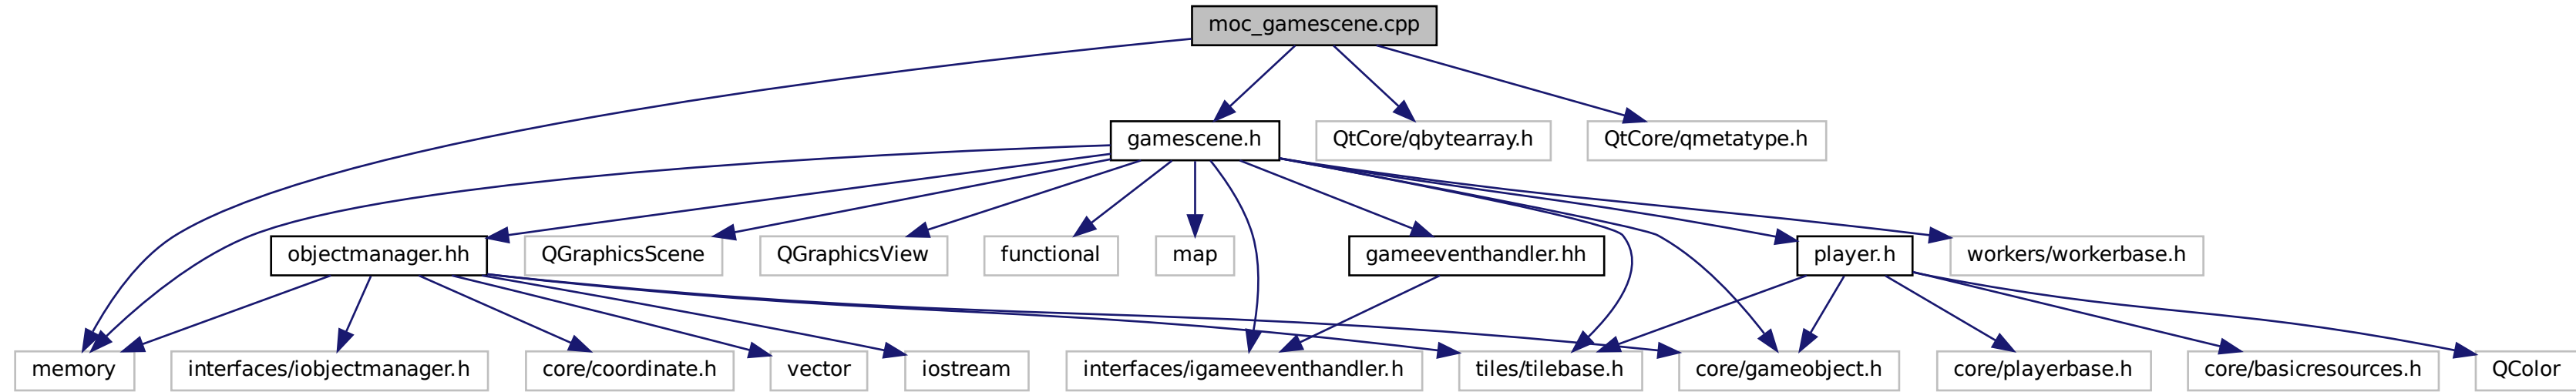 moc_gamescene.cpp
gamescene.h
QtCore/qbytearray.h
QtCore/qmetatype.h
objectmanager.hh
QGraphicsScene
QGraphicsView
functional
map
gameeventhandler.hh
player.h
workers/workerbase.h
memory
interfaces/iobjectmanager.h
core/coordinate.h
vector
iostream
interfaces/igameeventhandler.h
tiles/tilebase.h
core/gameobject.h
core/playerbase.h
core/basicresources.h
QColor